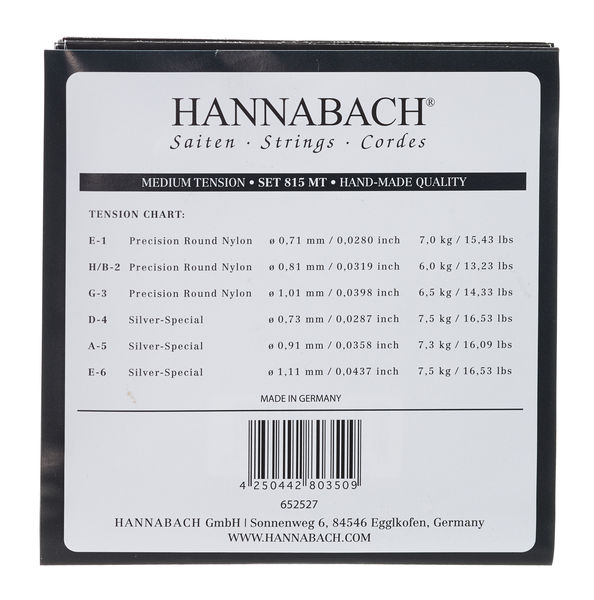 HANNABACH®
Saiten · Strings · Cordes
MEDIUM TENSION • SET 815 MT • HAND-MADE QUALITY
TENSION CHART:
E-1 Precision Round Nylon ø 0,71 mm / 0,0280 inch 7,0 kg / 15,43 lbs
H/B-2 Precision Round Nylon ø 0,81 mm / 0,0319 inch 6,0 kg / 13,23 lbs
G-3 Precision Round Nylon ø 1,01 mm / 0,0398 inch 6,5 kg / 14,33 lbs
D-4 Silver-Special ø 0,73 mm / 0,0287 inch 7,5 kg / 16,53 lbs
A-5 Silver-Special ø 0,91 mm / 0,0358 inch 7,3 kg / 16,09 lbs
E-6 Silver-Special ø 1,11 mm / 0,0437 inch 7,5 kg / 16,53 lbs
MADE IN GERMANY
4 250442 803509
652527
HANNABACH GmbH | Sonnenweg 6, 84546 Egglkofen, Germany
WWW.HANNABACH.COM